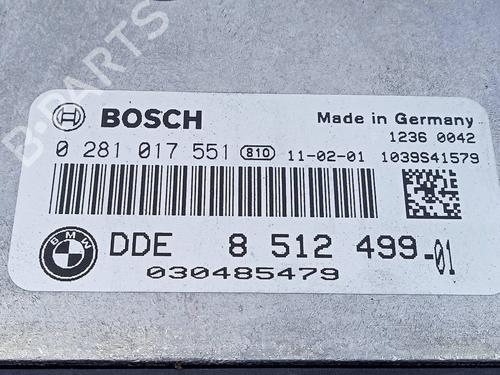 B-PARTS
BOSCH
Made in Germany
1236 0042
0 281 017 551 810 11-02-01 1039S41579
BMW
DDE 8 512 499-01
030485479